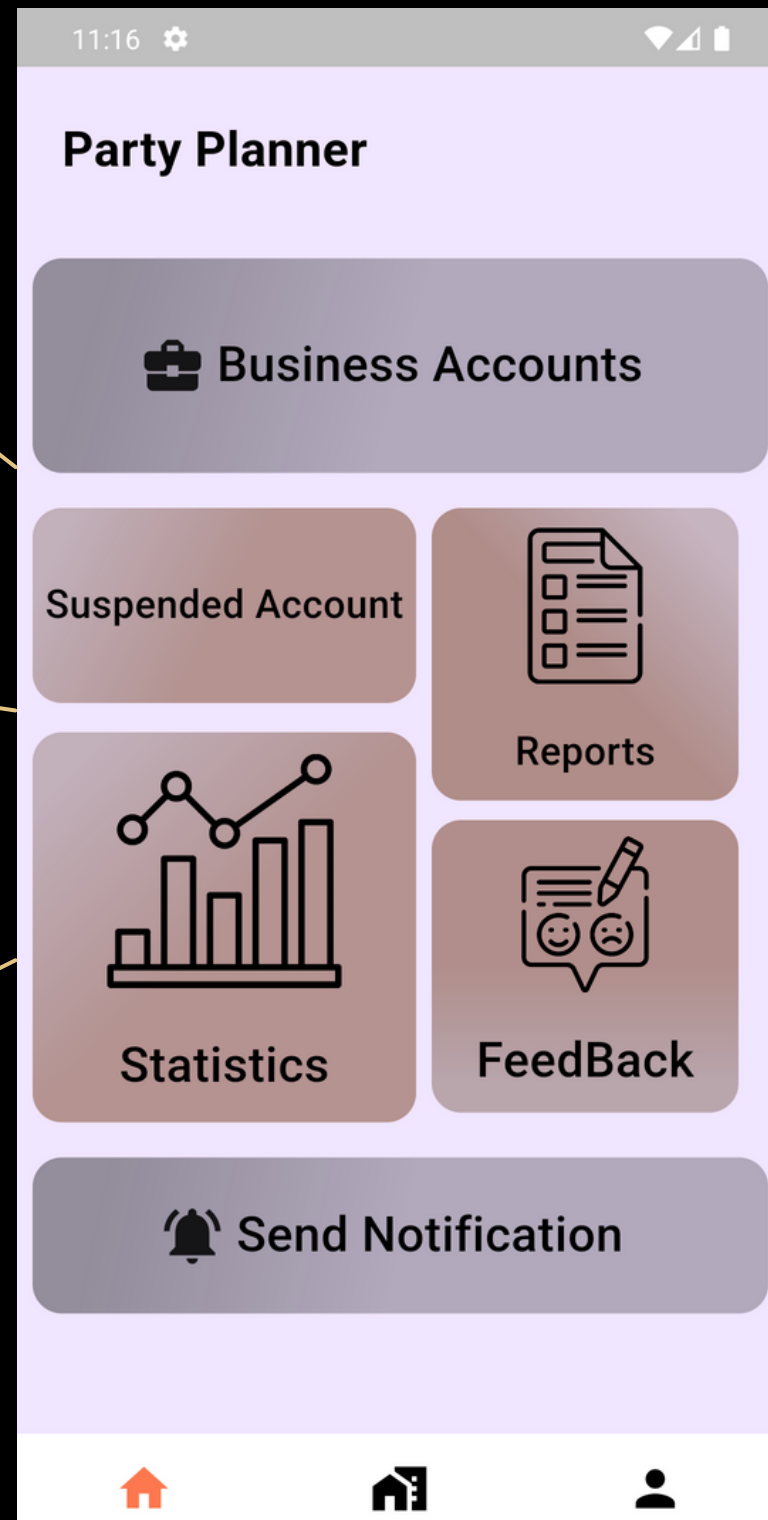 11:16
Party Planner
Business Accounts
Suspended Account
Reports
Statistics
FeedBack
Send Notification